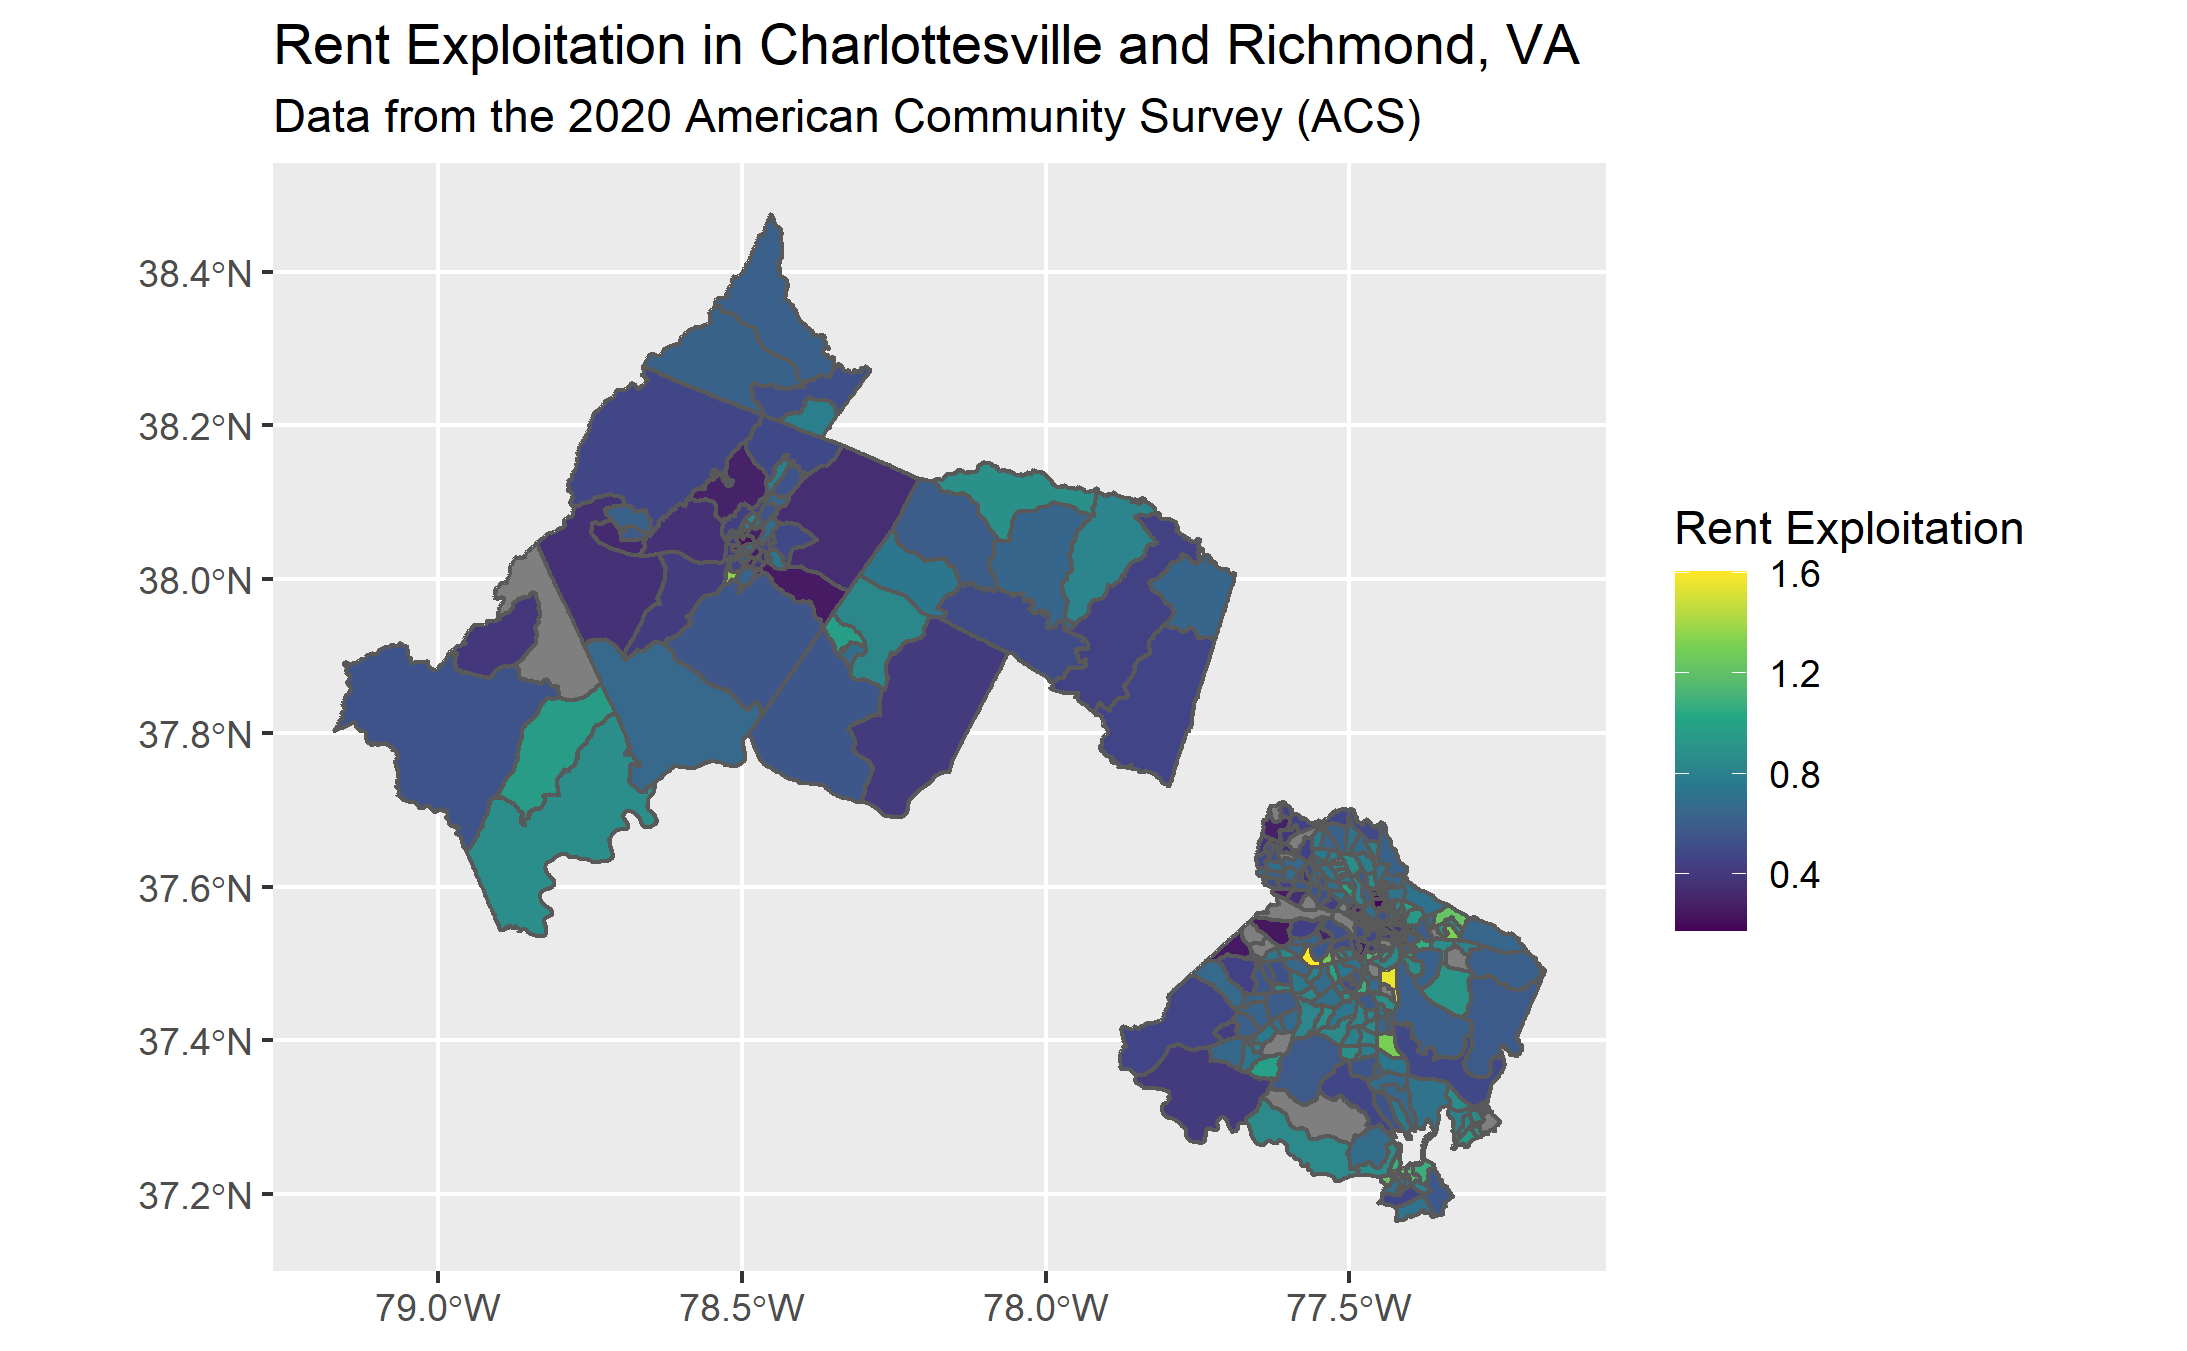 Rent Exploitation in Charlottesville and Richmond, VA
Data from the 2020 American Community Survey (ACS)
38.4°N
38.2°N
38.0°N
37.8°N
37.6°N
37.4°N
37.2°N
79.0°W
78.5°W
78.0°W
77.5°W
Rent Exploitation
1.6
1.2
0.8
0.4